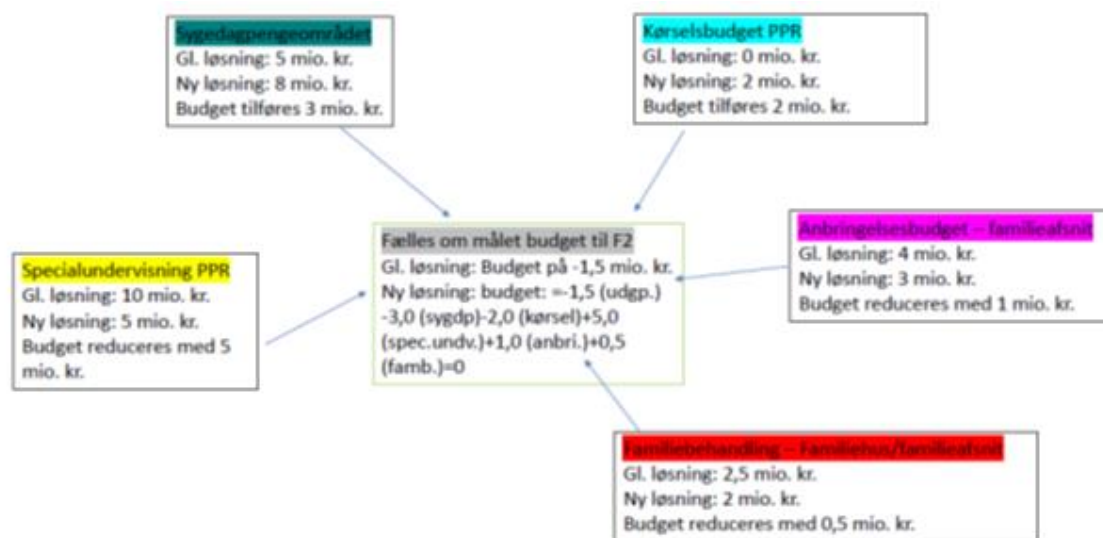 Sygedagpengeområdet
Gl. løsning: 5 mio. kr.
Ny løsning: 8 mio. kr.
Budget tilføres 3 mio. kr.
Kørselsbudget PPR
Gl. løsning: 0 mio. kr.
Ny løsning: 2 mio. kr.
Budget tilføres 2 mio. kr.
Specialundervisning PPR
Gl. løsning: 10 mio. kr.
Ny løsning: 5 mio. kr.
Budget reduceres med 5
mio. kr.
Fælles om målet budget til F2
Gl. løsning: Budget på -1,5 mio. kr.
Ny løsning: budget: =-1,5 (udgp.)
-3,0 (sygdp)-2,0 (kørsel)+5,0
(spec.undv.)+1,0 (anbri.)+0,5
(famb.)=0
Anbringelsesbudget – familieafsnit
Gl. løsning: 4 mio. kr.
Ny løsning: 3 mio. kr.
Budget reduceres med 1 mio. kr.
Familiebehandling – Familiehus/familieafsnit
Gl. løsning: 2,5 mio. kr.
Ny løsning: 2 mio. kr.
Budget reduceres med 0,5 mio. kr.